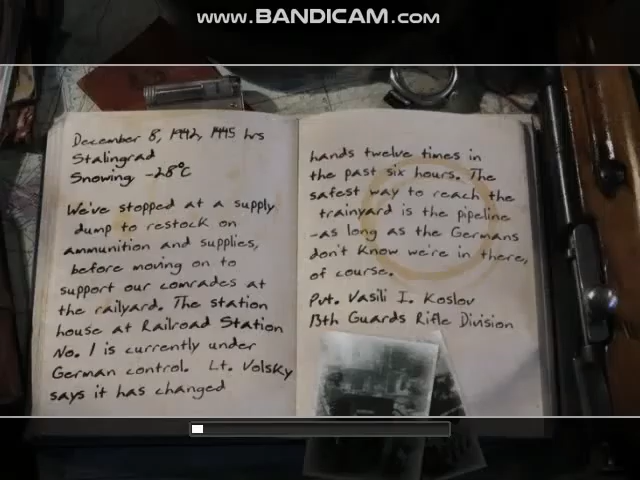 www.BANDICAM.com
December 8, 1942, 1445 hrs
Stalingrad
Snowing, -28°C
We've stopped at a supply
dump to restock on
ammunition and supplies,
before moving on to
support our comrades at
the railyard. The station
house at Railroad Station
No. 1 is currently under
German control. Lt. Volsky
says it has changed
hands twelve times in
the past six hours. The
safest way to reach the
trainyard is the pipeline
-as long as the Germans
don't know we're in there,
of course.
Pvt. Vasili I. Koslov
13th Guards Rifle Division